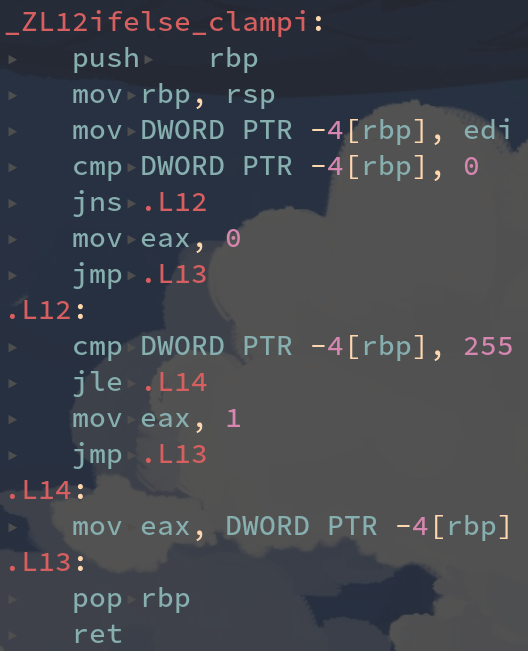 _ZL12ifelse_clampi:
push rbp
mov rbp, rsp
mov DWORD PTR -4[rbp], edi
cmp DWORD PTR -4[rbp], 0
jns .L12
mov eax, 0
jmp .L13
.L12:
cmp DWORD PTR -4[rbp], 255
jle .L14
mov eax, 1
jmp .L13
.L14:
mov eax, DWORD PTR -4[rbp]
.L13:
pop rbp
ret